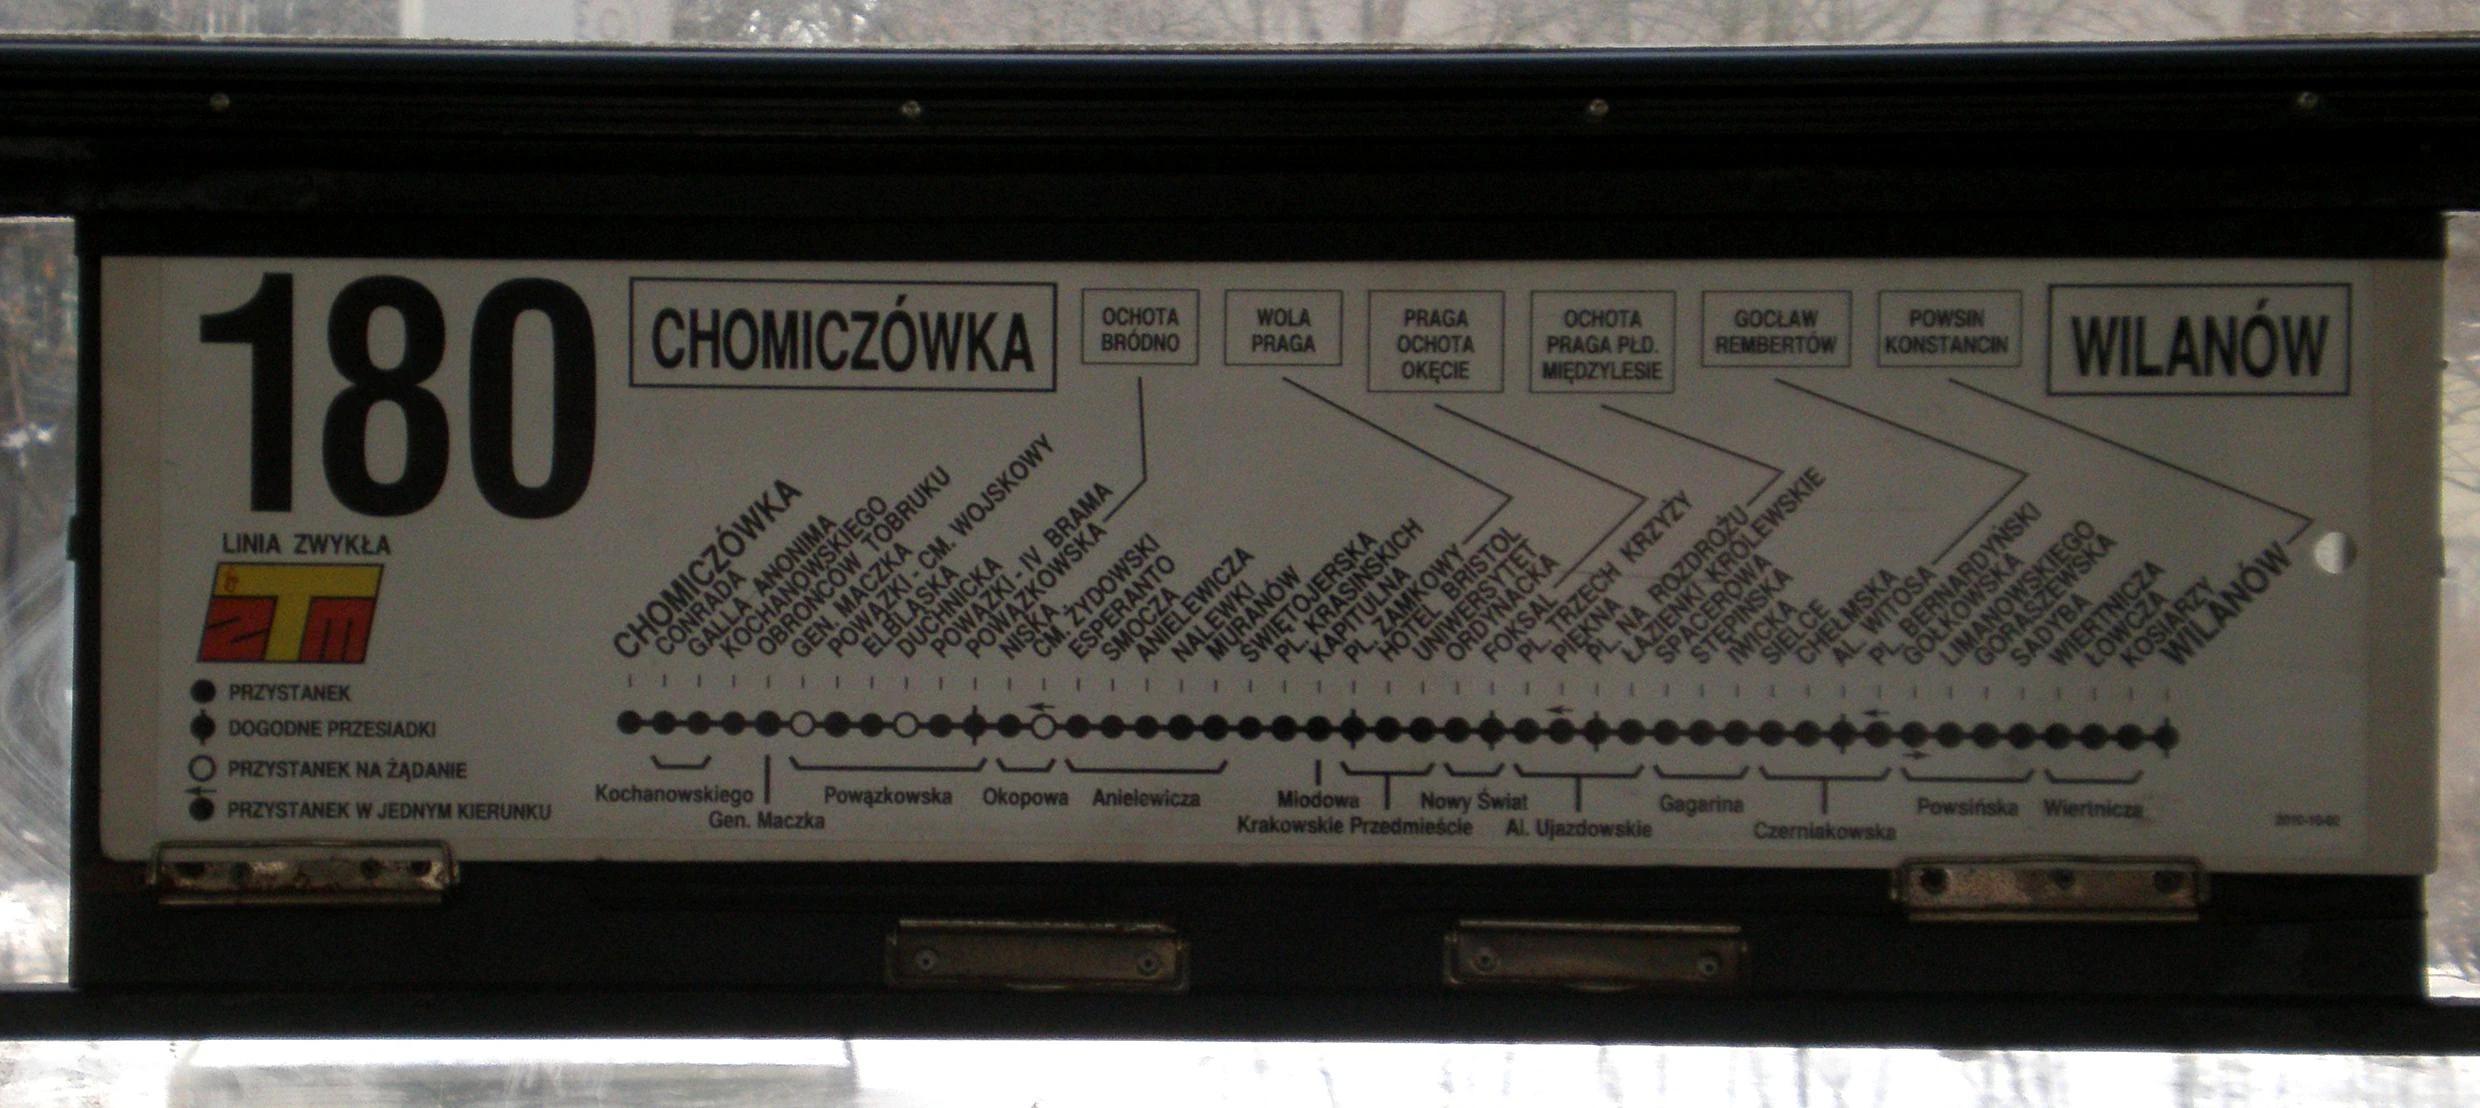 180
CHOMICZÓWKA
OCHOTA
BRÓDNO
WOLA
PRAGA
PRAGA
OCHOTA
OKĘCIE
OCHOTA
PRAGA PŁD.
MIĘDZYLESIE
GOCŁAW
REMBERTÓW
POWSIN
KONSTANCIN
WILANÓW
LINIA ZWYKŁA
ZTM
PRZYSTANEK
DOGODNE PRZESIADKI
PRZYSTANEK NA ŻĄDANIE
PRZYSTANEK W JEDNYM KIERUNKU
CHOMICZÓWKA
CONRADA
GALLA ANONIMA
KOCHANOWSKIEGO
OBROŃCÓW TOBRUKU
GEN. MACZKA
POWĄZKI - CM. WOJSKOWY
ELBLĄSKA
DUCHNICKA
POWĄZKI - IV BRAMA
POWĄZKOWSKA
NISKA
CM. ŻYDOWSKI
ESPERANTO
SMOCZA
ANIELEWICZA
NALEWKI
MURANÓW
ŚWIĘTOJERSKA
PL. KRASIŃSKICH
KAPITULNA
PL. ZAMKOWY
HOTEL BRISTOL
UNIWERSYTET
ORDYNACKA
FOKSAL
PL. TRZECH KRZYŻY
PIĘKNA
PL. NA ROZDROŻU
ŁAZIENKI KRÓLEWSKIE
SPACEROWA
STĘPIŃSKA
IWICKA
SIELCE
CHEŁMSKA
AL. WITOSA
PL. BERNARDYŃSKI
GOŁKOWSKA
LIMANOWSKIEGO
GORASZEWSKA
SADYBA
WIERTNICZA
ŁOWCZA
KOSIARZY
WILANÓW
Kochanowskiego
Gen. Maczka
Powązkowska
Okopowa
Anielewicza
Miodowa
Krakowskie Przedmieście
Nowy Świat
Al. Ujazdowskie
Gagarina
Czerniakowska
Powsińska
Wiertnicza
2010-10-02